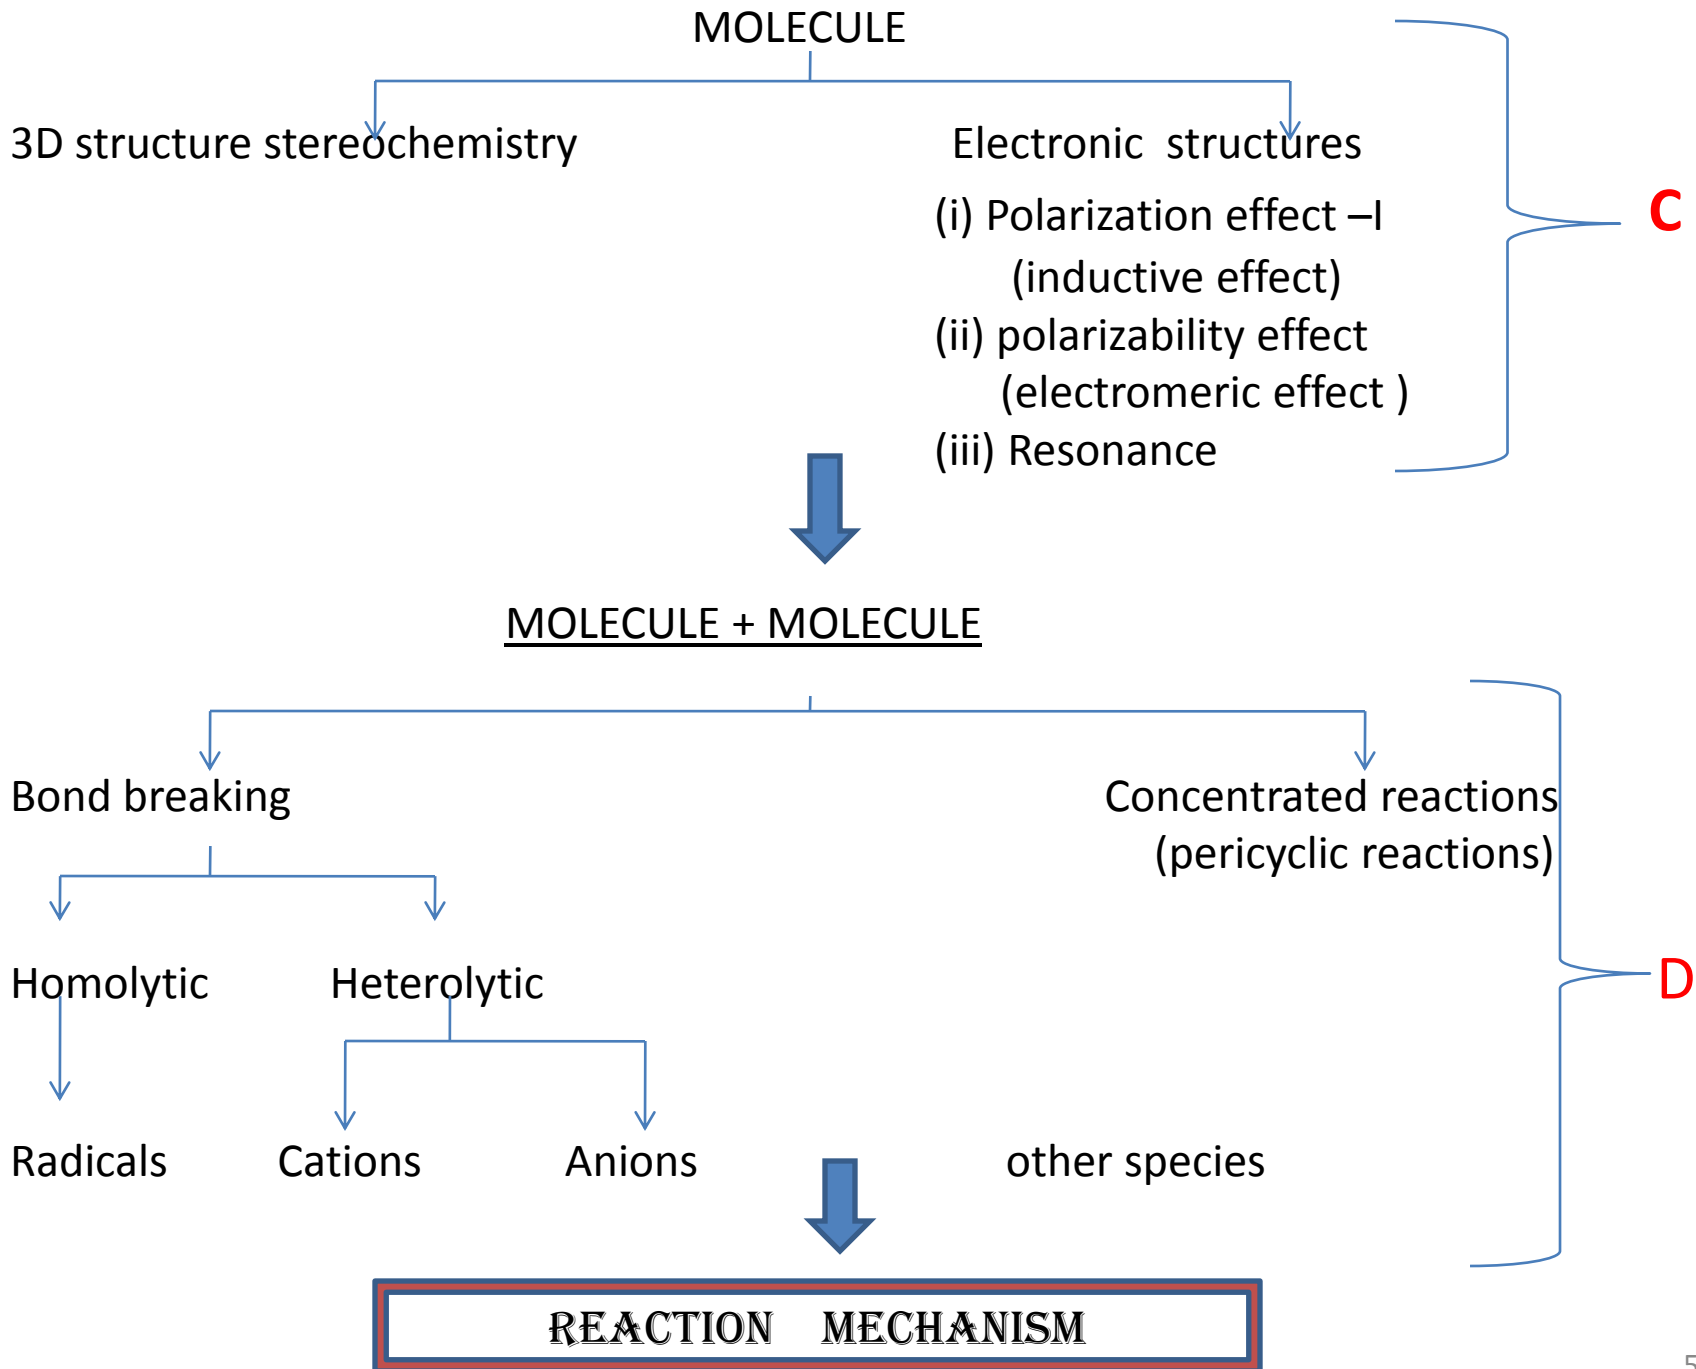 MOLECULE
3D structure stereochemistry
Electronic structures
(i) Polarization effect –I
(inductive effect)
(ii) polarizability effect
(electromeric effect )
(iii) Resonance
C
MOLECULE + MOLECULE
Bond breaking
Concentrated reactions
(pericyclic reactions)
Homolytic
Heterolytic
D
Radicals
Cations
Anions
other species
REACTION MECHANISM
5